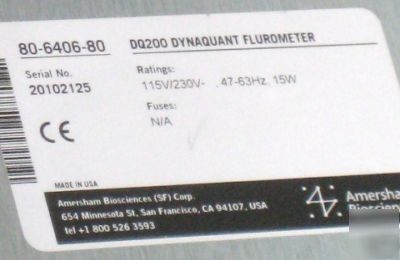 80-6406-80 DQ200 DYNAQUANT FLUROMETER
Serial No.
20102125
Ratings:
115V/230V~ . 47-63Hz, 15W
Fuses:
N/A
CE
MADE IN USA
Amersham Biosciences (SF) Corp.
654 Minnesota St, San Francisco, CA 94107, USA
tel +1 800 526 3593
Amersham